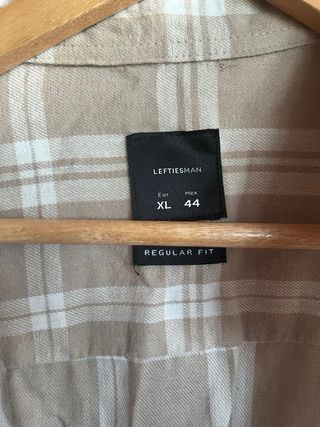 LEFTIESMAN
Eur Mex
XL 44
REGULAR FIT